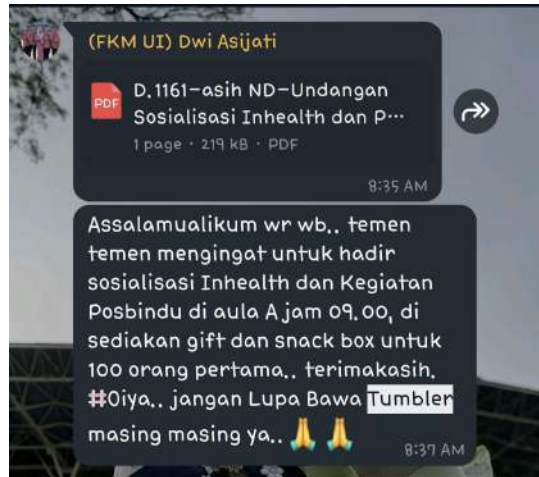 (FKM UI) Dwi Asijati
PDF
D.1161-asih ND-Undangan
Sosialisasi Inhealth dan P...
1 page · 219 kB · PDF
8:35 AM
Assalamualikum wr wb.. temen
temen mengingat untuk hadir
sosialisasi Inhealth dan Kegiatan
Posbindu di aula A jam 09.00, di
sediakan gift dan snack box untuk
100 orang pertama.. terimakasih.
#Oiya.. jangan Lupa Bawa Tumbler
masing masing ya.. 🙏 🙏
8:37 AM